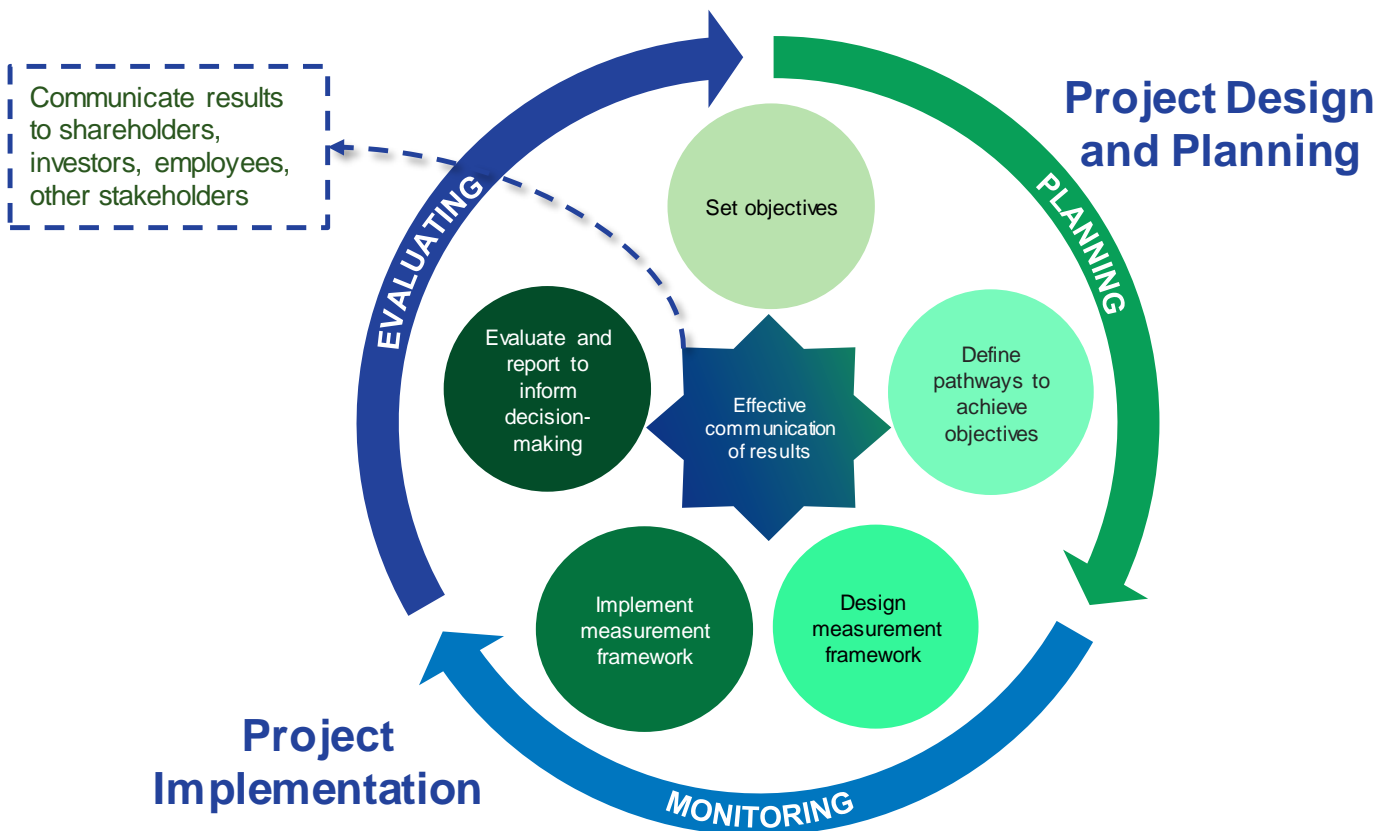 Communicate results
to shareholders,
investors, employees,
other stakeholders
Project Design
and Planning
PLANNING
EVALUATING
Set objectives
Evaluate and
report to
inform
decision-
making
Effective
communication
of results
Define
pathways to
achieve
objectives
Implement
measurement
framework
Design
measurement
framework
Project
Implementation
MONITORING